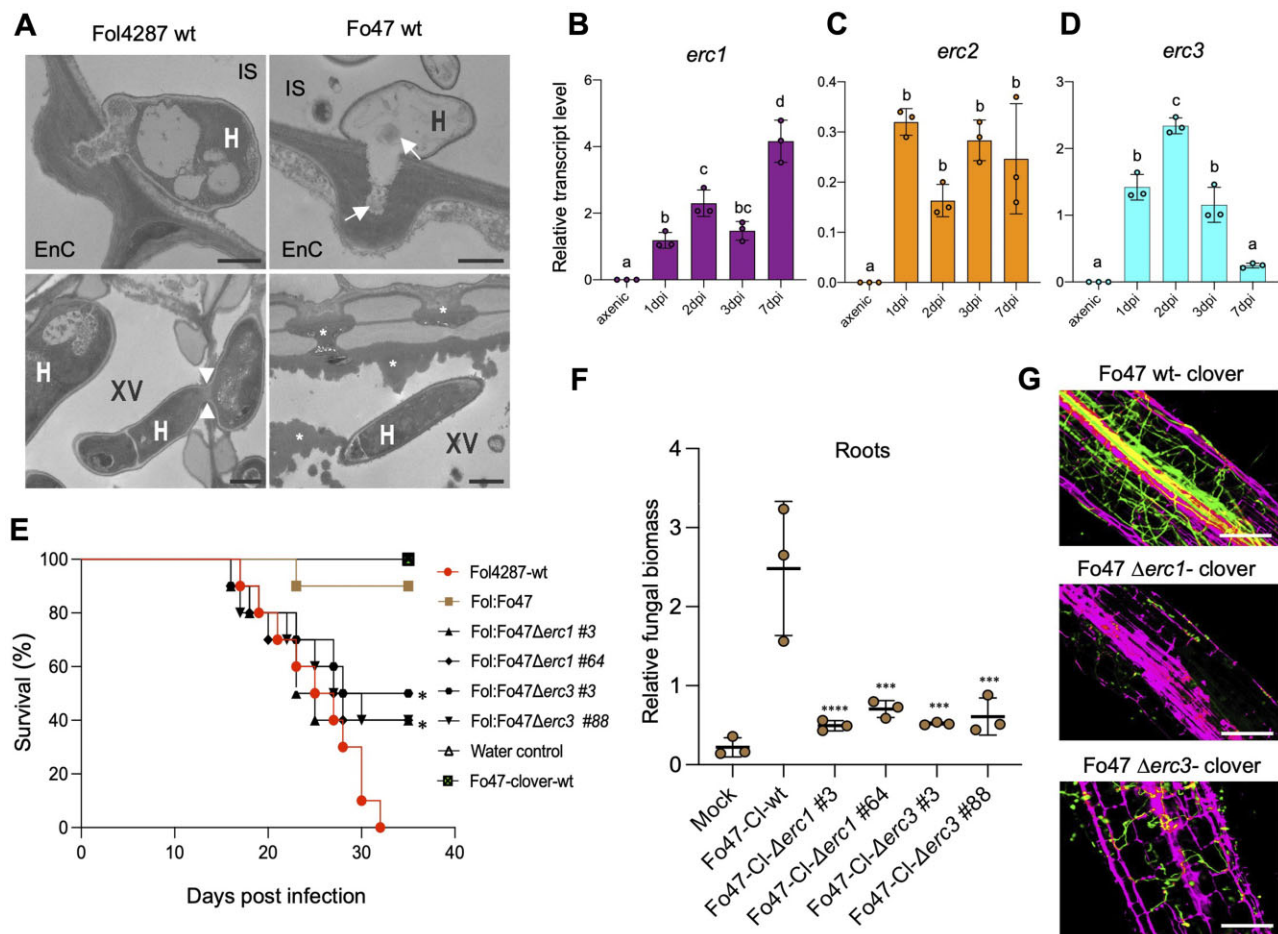 A
Fol4287 wt
Fo47 wt
IS
H
EnC
IS
H
EnC
H
XV
H
*
*
*
*
H
XV
B
erc1
Relative transcript level
6
4
2
0
a
b
c
bc
d
axenic
1dpi
2dpi
3dpi
7dpi
C
erc2
0.4
0.3
0.2
0.1
0.0
a
b
b
b
b
axenic
1dpi
2dpi
3dpi
7dpi
D
erc3
3
2
1
0
a
b
c
b
a
axenic
1dpi
2dpi
3dpi
7dpi
E
Survival (%)
100
80
60
40
20
0
0
20
30
40
Days post infection
*
*
Fol4287-wt
Fol:Fo47
Fol:Fo47Δerc1 #3
Fol:Fo47Δerc1 #64
Fol:Fo47Δerc3 #3
Fol:Fo47Δerc3 #88
Water control
Fo47-clover-wt
F
Roots
Relative fungal biomass
4
3
2
1
0
****
***
***
***
Mock
Fo47-Cl-wt
Fo47-Cl-Δerc1 #3
Fo47-Cl-Δerc1 #64
Fo47-Cl-Δerc3 #3
Fo47-Cl-Δerc3 #88
G
Fo47 wt- clover
Fo47 Δerc1- clover
Fo47 Δerc3- clover